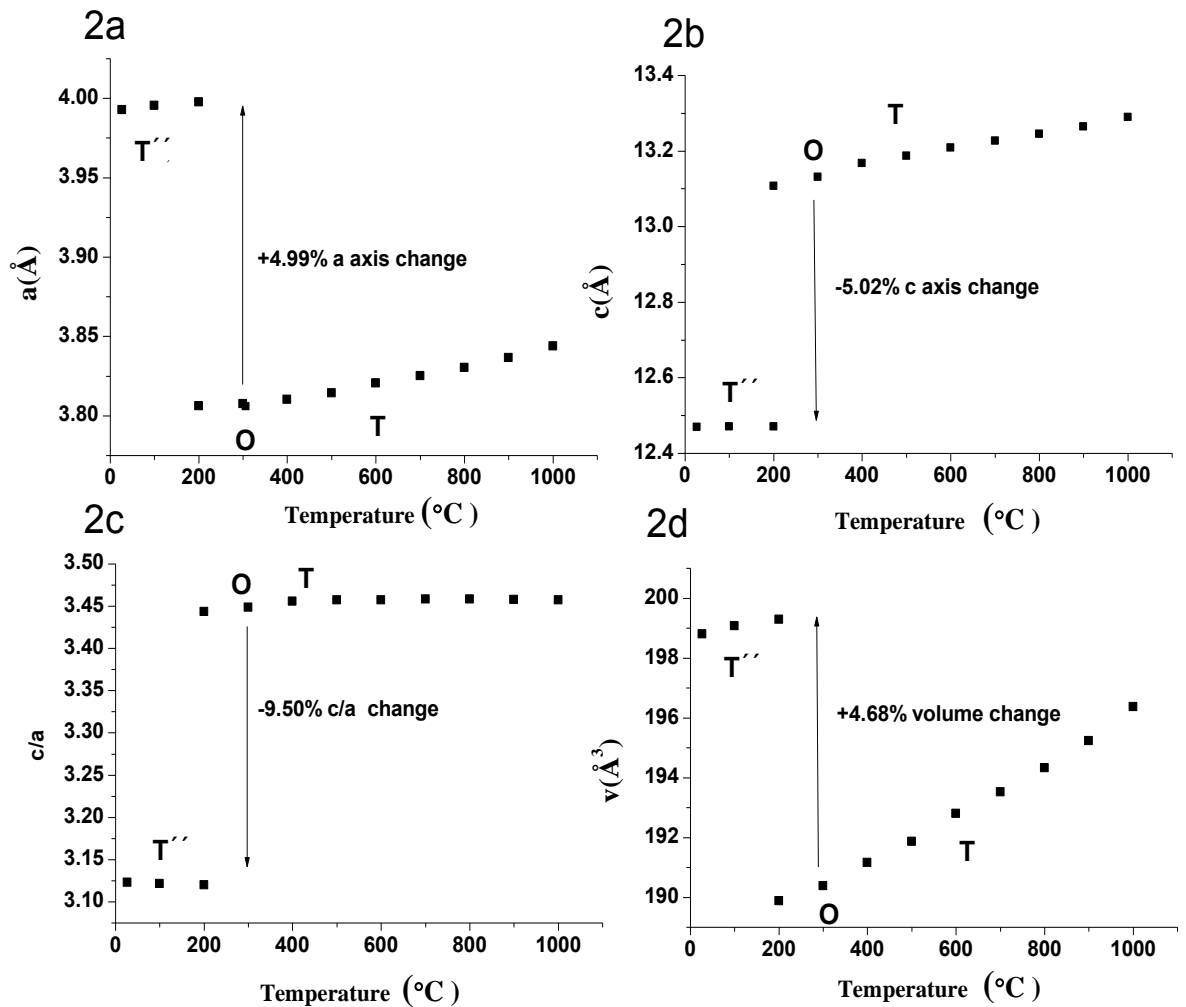 2a
4.00
3.95
3.90
3.85
3.80
a(Å)
T´´
+4.99% a axis change
O
T
0 200 400 600 800 1000
Temperature (°C )
2b
13.4
13.2
13.0
12.8
12.6
12.4
c(Å)
T
O
-5.02% c axis change
T´´
0 200 400 600 800 1000
Temperature (°C )
2c
3.50
3.45
3.40
3.35
3.30
3.25
3.20
3.15
3.10
c/a
O
T
-9.50% c/a change
T´´
0 200 400 600 800 1000
Temperature (°C )
2d
200
198
196
194
192
190
v(Å³)
T´´
+4.68% volume change
T
O
0 200 400 600 800 1000
Temperature (°C )